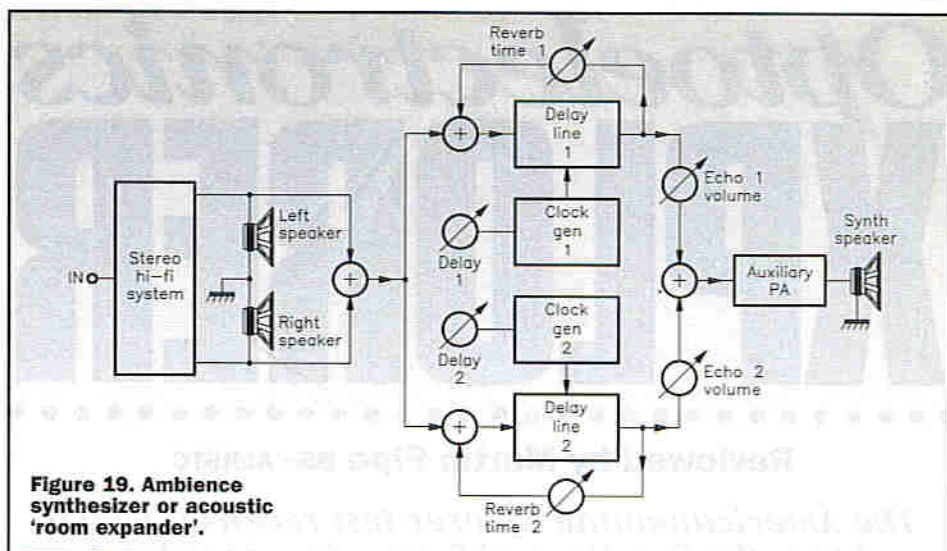 Reverb
time 1
Delay
line
1
Echo 1
volume
Clock
gen
1
Delay
1
Left
speaker
Stereo
hi-fi
system
IN
Right
speaker
Synth
speaker
Auxiliary
PA
Clock
gen
2
Delay
2
Echo 2
volume
Delay
line
2
Reverb
time 2
Figure 19. Ambience
synthesizer or acoustic
'room expander'.